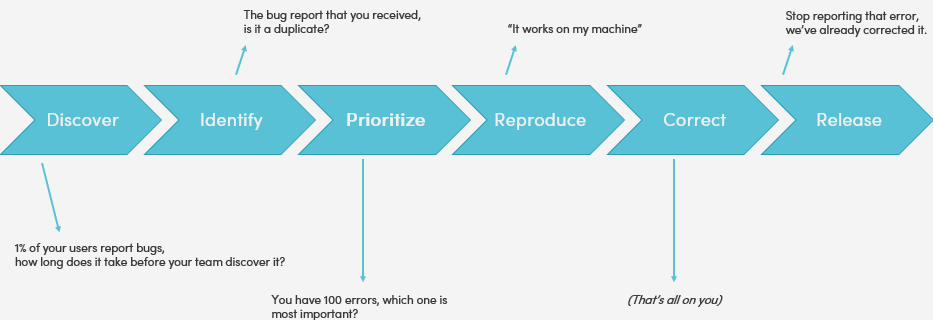 The bug report that you received,
is it a duplicate?
“It works on my machine”
Stop reporting that error,
we’ve already corrected it.
Discover
Identify
Prioritize
Reproduce
Correct
Release
1% of your users report bugs,
how long does it take before your team discover it?
You have 100 errors, which one is
most important?
(That’s all on you)